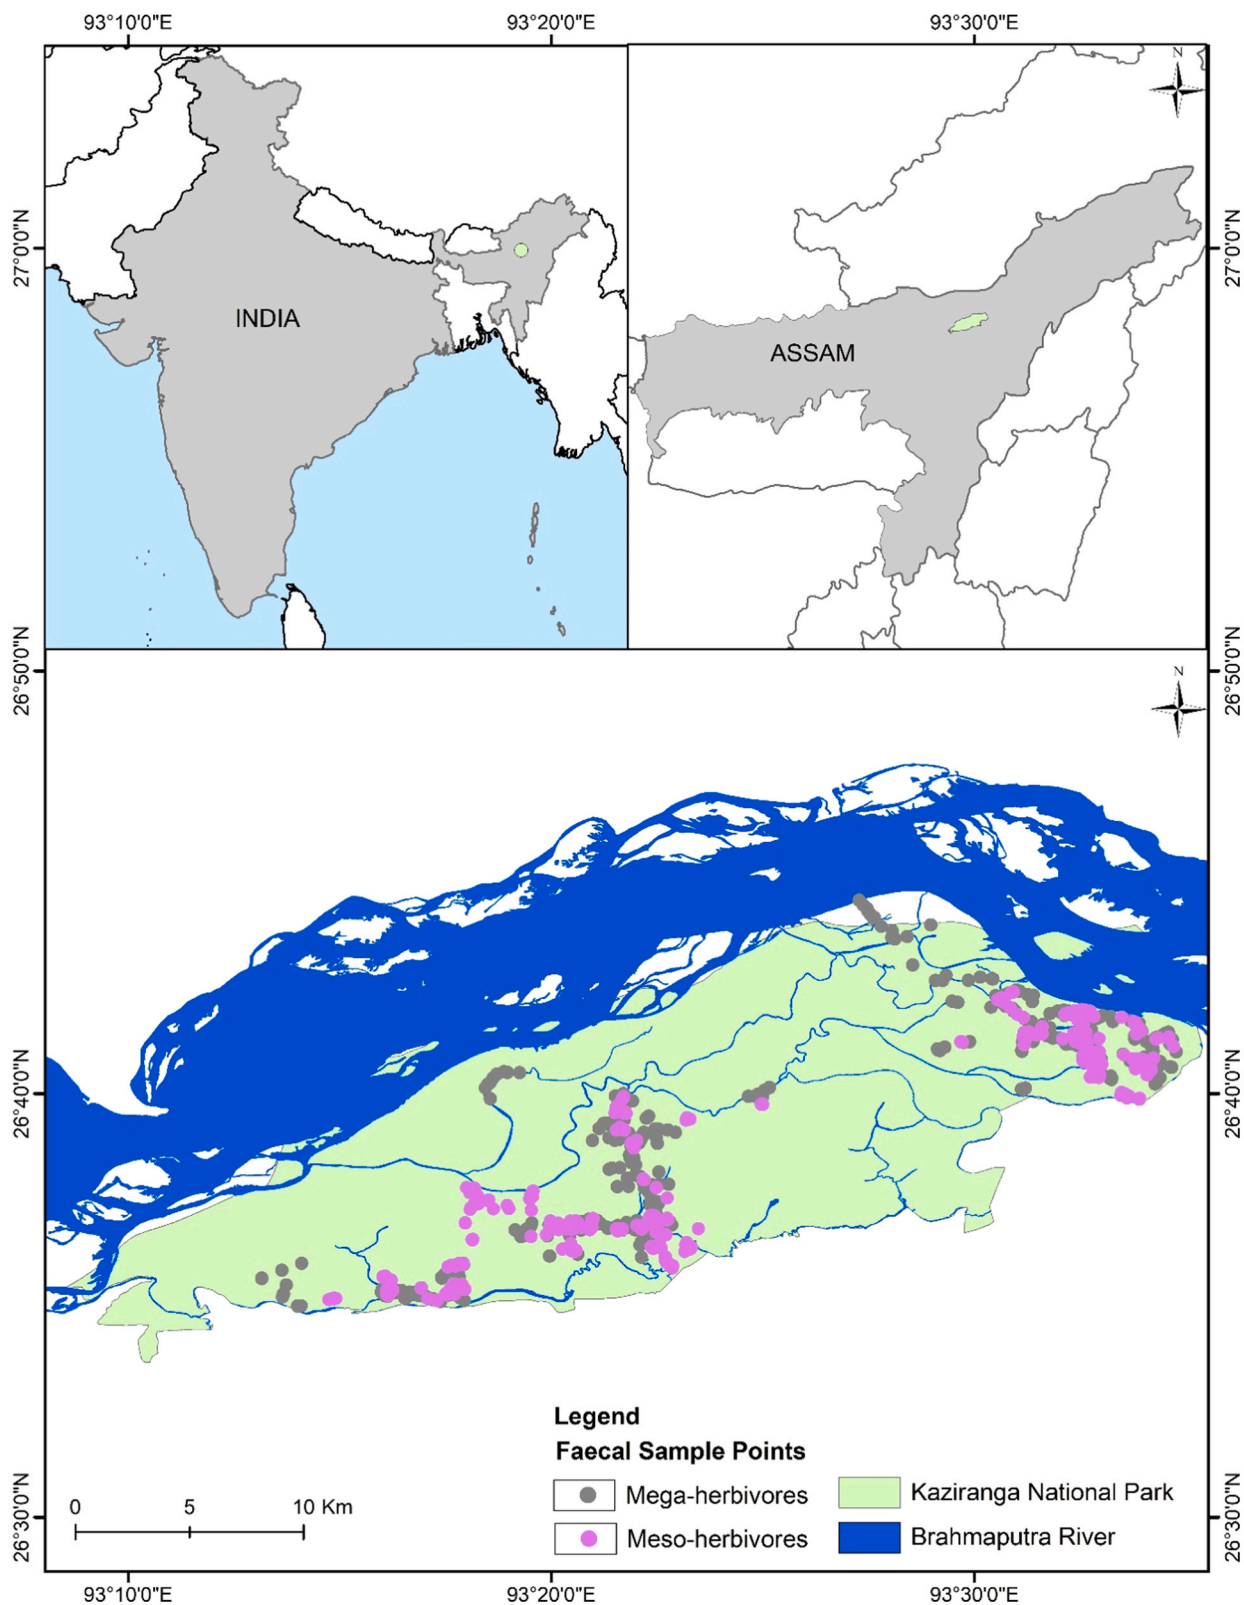 93°10'0"E 93°20'0"E 93°30'0"E
N
27°0'0"N 27°0'0"N
INDIA
ASSAM
26°50'0"N 26°50'0"N
N
26°40'0"N 26°40'0"N
Legend
Faecal Sample Points
Mega-herbivores Kaziranga National Park
Meso-herbivores Brahmaputra River
0 5 10 Km
26°30'0"N 26°30'0"N
93°10'0"E 93°20'0"E 93°30'0"E